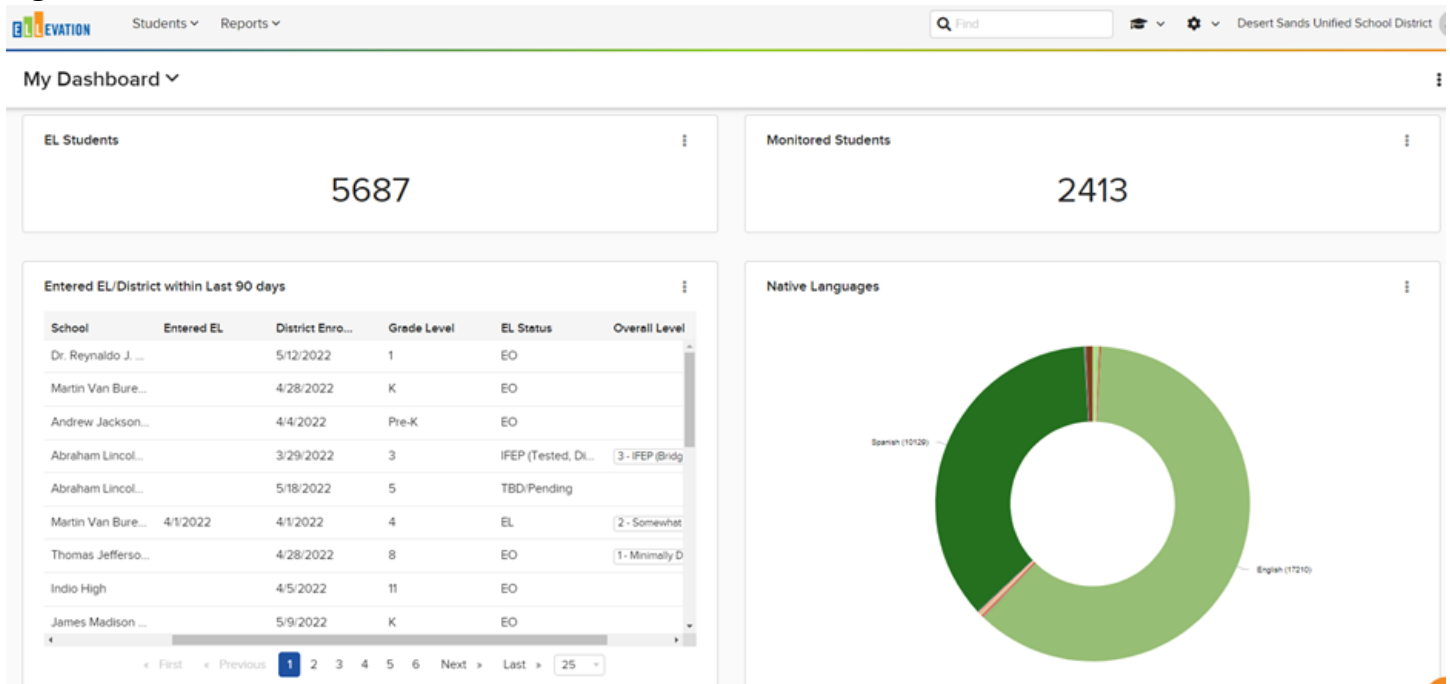 ELLEVATION Students Reports Find Desert Sands Unified School District
My Dashboard
EL Students
5687
Monitored Students
2413
Entered EL/District within Last 90 days
School Entered EL District Enro... Grade Level EL Status Overall Level
Dr. Reynaldo J. ... 5/12/2022 1 EO
Martin Van Bure... 4/28/2022 K EO
Andrew Jackson... 4/4/2022 Pre-K EO
Abraham Lincol... 3/29/2022 3 IFEP (Tested, Di... 3 - IFEP (Bridg
Abraham Lincol... 5/18/2022 5 TBD/Pending
Martin Van Bure... 4/1/2022 4/1/2022 4 EL 2 - Somewhat
Thomas Jefferso... 4/28/2022 8 EO 1 - Minimally D
Indio High 4/5/2022 11 EO
James Madison ... 5/9/2022 K EO
« First « Previous 1 2 3 4 5 6 Next » Last » 25
Native Languages
Spanish (10129)
English (17210)